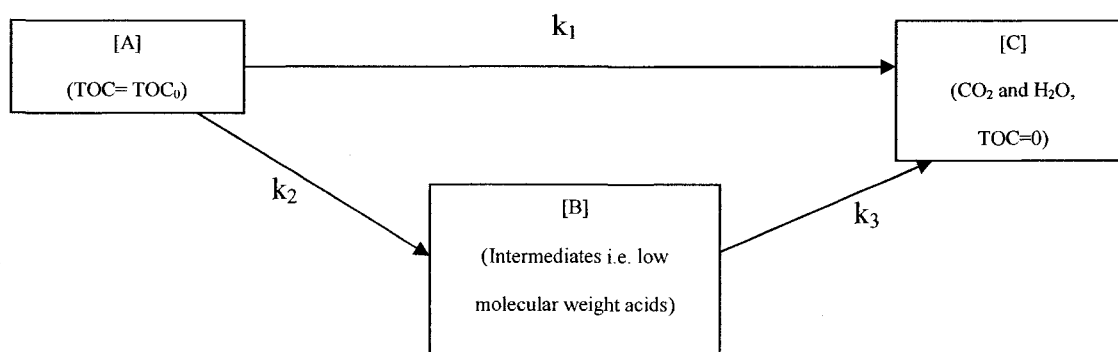 [A]
(TOC= TOC₀)
k₁
[C]
(CO₂ and H₂O,
TOC=0)
k₂
[B]
(Intermediates i.e. low
molecular weight acids)
k₃